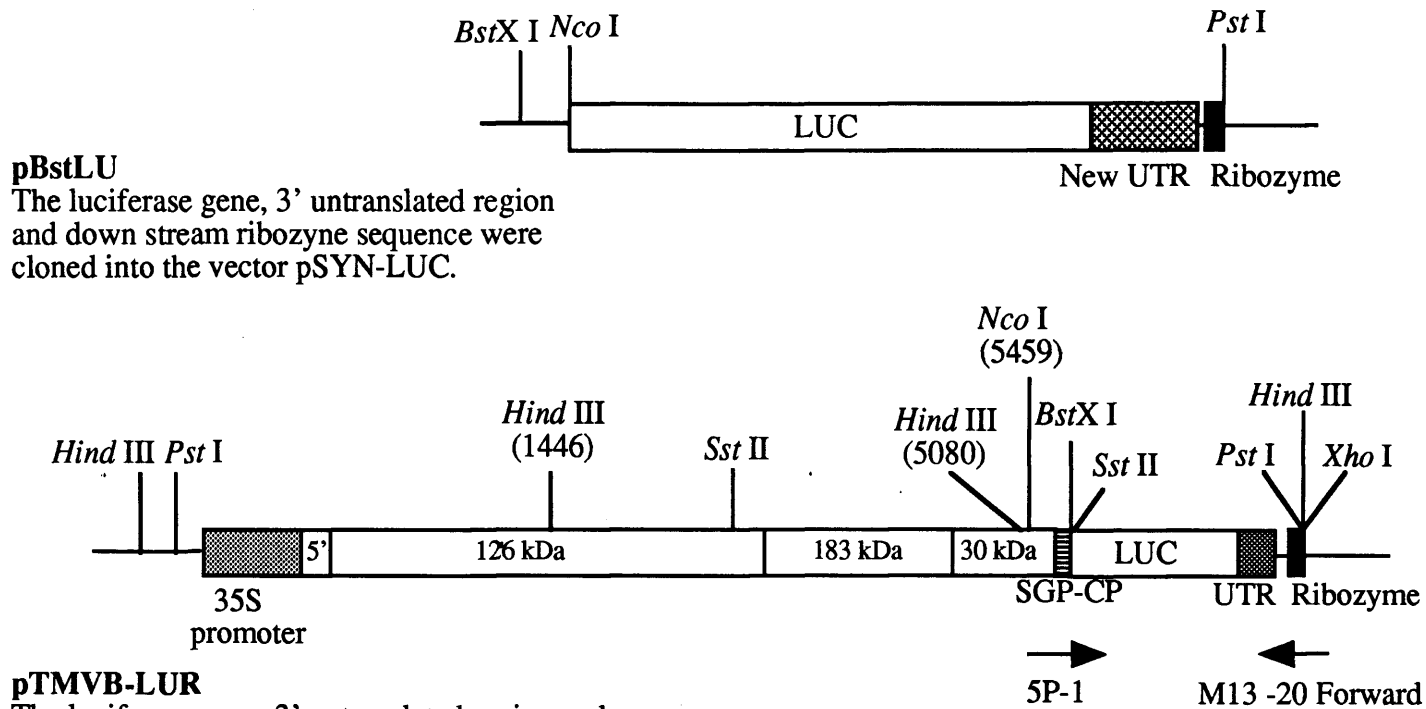 BstX I Nco I Pst I
LUC
New UTR Ribozyme
pBstLU
The luciferase gene, 3’ untranslated region
and down stream ribozyne sequence were
cloned into the vector pSYN-LUC.
Nco I
(5459)
Hind III Pst I
Hind III
(1446)
Sst II
Hind III
(5080)
BstX I
Sst II
Hind III
Pst I
Xho I
5’ 126 kDa 183 kDa 30 kDa LUC
35S
promoter
SGP-CP
UTR Ribozyme
pTMVB-LUR
5P-1
M13 -20 Forward